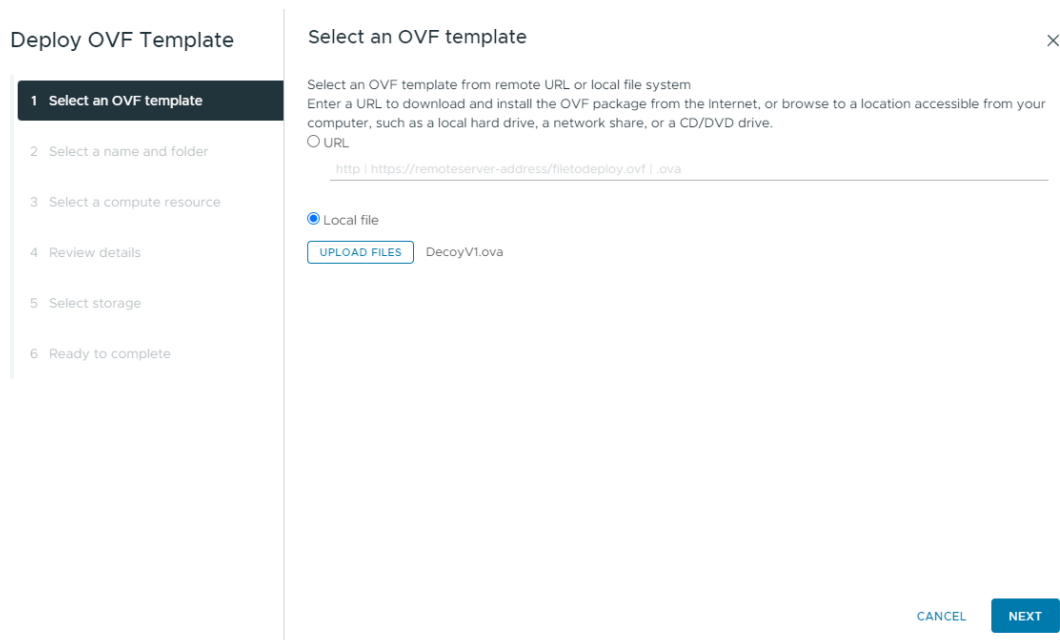 Deploy OVF Template
1 Select an OVF template
2 Select a name and folder
3 Select a compute resource
4 Review details
5 Select storage
6 Ready to complete
Select an OVF template
Select an OVF template from remote URL or local file system
Enter a URL to download and install the OVF package from the Internet, or browse to a location accessible from your
computer, such as a local hard drive, a network share, or a CD/DVD drive.
URL
http | https://remoteserver-address/filetodeploy.ovf | .ova
Local file
UPLOAD FILES DecoyV1.ova
CANCEL NEXT